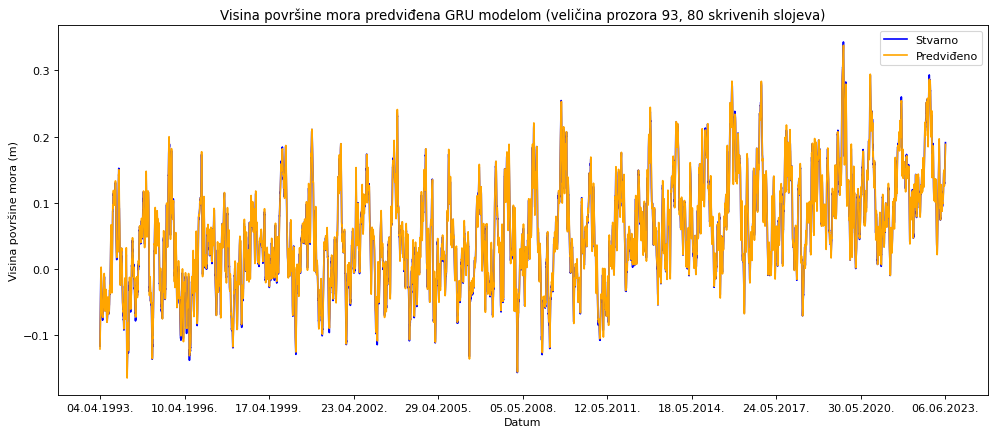 Visina površine mora predviđena GRU modelom (veličina prozora 93, 80 skrivenih slojeva)
Stvarno
Predviđeno
Visina površine mora (m)
0.3
0.2
0.1
0.0
−0.1
04.04.1993. 10.04.1996. 17.04.1999. 23.04.2002. 29.04.2005. 05.05.2008. 12.05.2011. 18.05.2014. 24.05.2017. 30.05.2020. 06.06.2023.
Datum